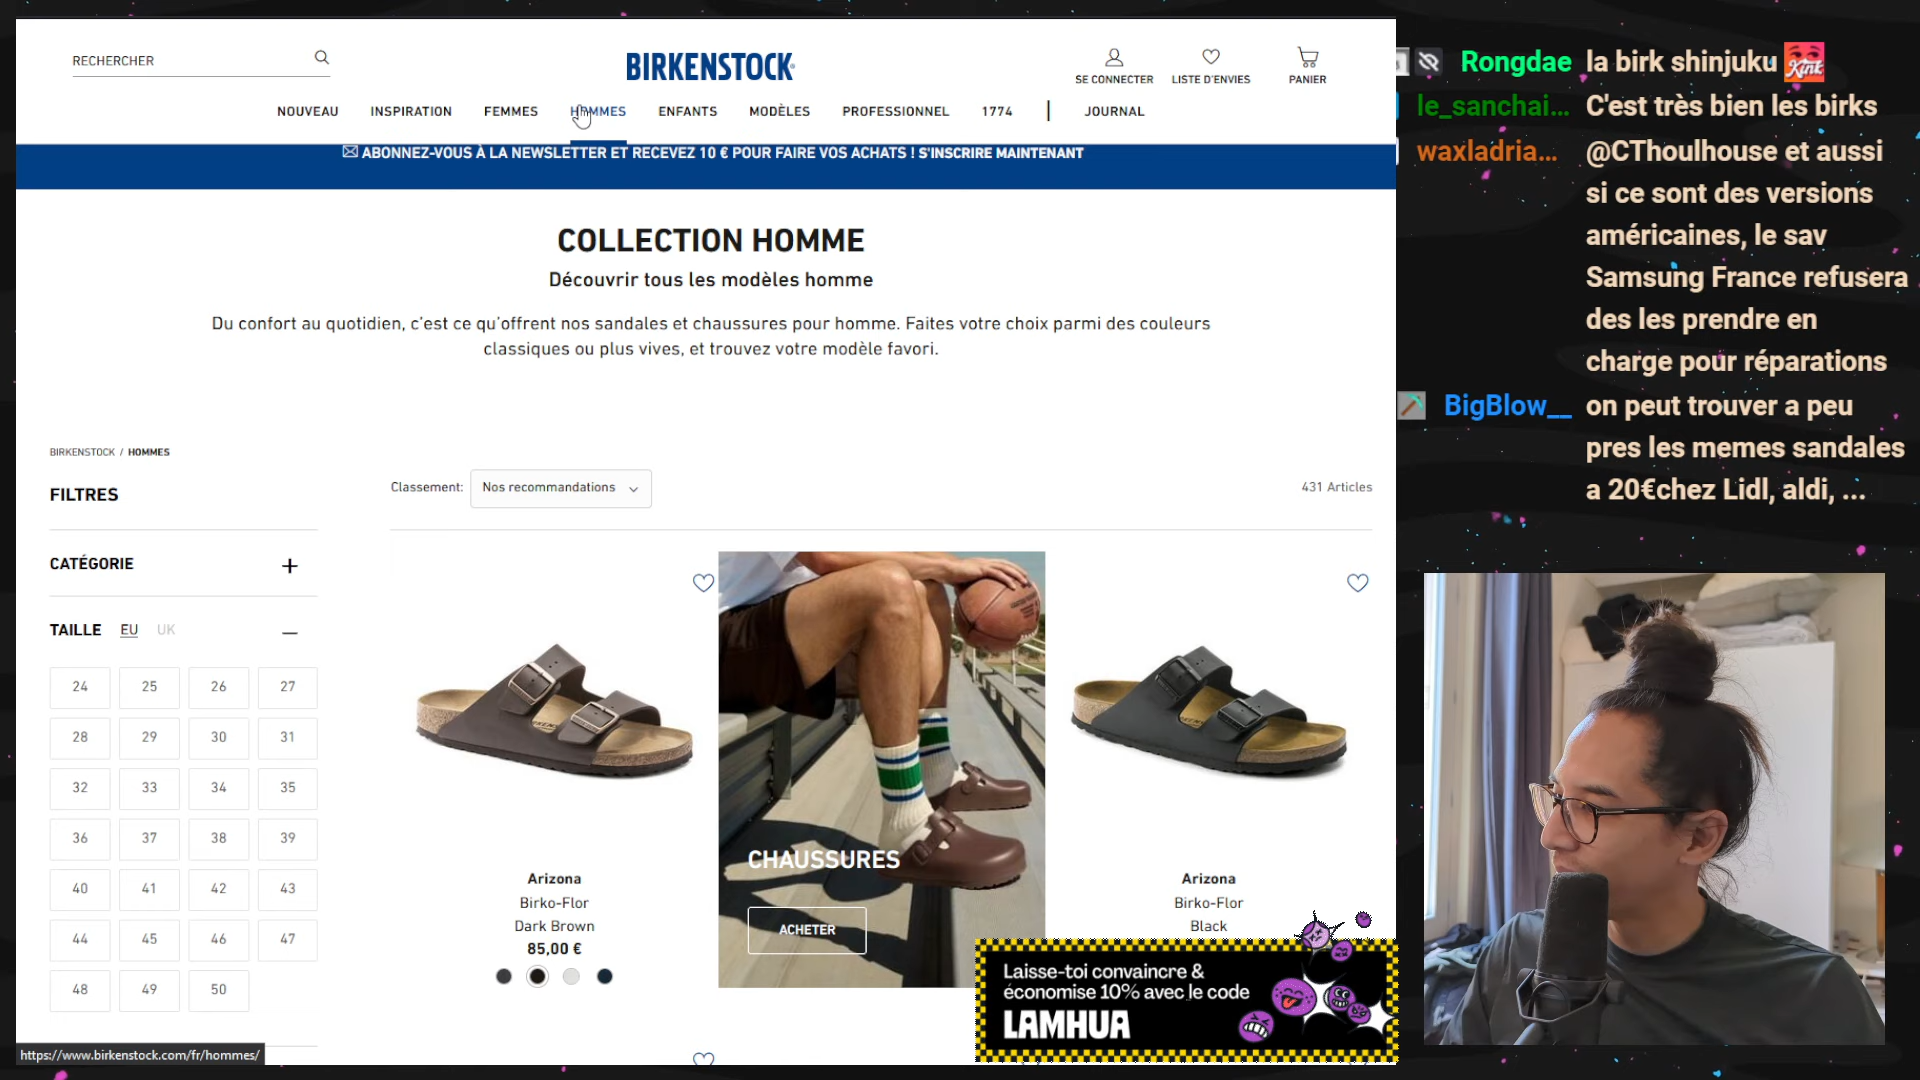 RECHERCHER
BIRKENSTOCK
SE CONNECTER
LISTE D'ENVIES
PANIER
NOUVEAU INSPIRATION FEMMES HOMMES ENFANTS MODÈLES PROFESSIONNEL 1774 | JOURNAL
ABONNEZ-VOUS À LA NEWSLETTER ET RECEVEZ 10 € POUR FAIRE VOS ACHATS ! S'INSCRIRE MAINTENANT
COLLECTION HOMME
Découvrir tous les modèles homme
Du confort au quotidien, c'est ce qu'offrent nos sandales et chaussures pour homme. Faites votre choix parmi des couleurs
classiques ou plus vives, et trouvez votre modèle favori.
BIRKENSTOCK / HOMMES
FILTRES
Classement: Nos recommandations
431 Articles
CATÉGORIE +
TAILLE EU UK
24 25 26 27
28 29 30 31
32 33 34 35
36 37 38 39
40 41 42 43
44 45 46 47
48 49 50
Arizona
Birko-Flor
Dark Brown
85,00 €
CHAUSSURES
ACHETER
Arizona
Birko-Flor
Black
Laisse-toi convaincre &
économise 10% avec le code
LAMHUA
https://www.birkenstock.com/fr/hommes/
Rongdae la birk shinjuku Kink
le_sanchai... C'est très bien les birks
waxladria... @CThoulhouse et aussi
si ce sont des versions
américaines, le sav
Samsung France refusera
des les prendre en
charge pour réparations
BigBlow__ on peut trouver a peu
pres les memes sandales
a 20€chez Lidl, aldi, ...